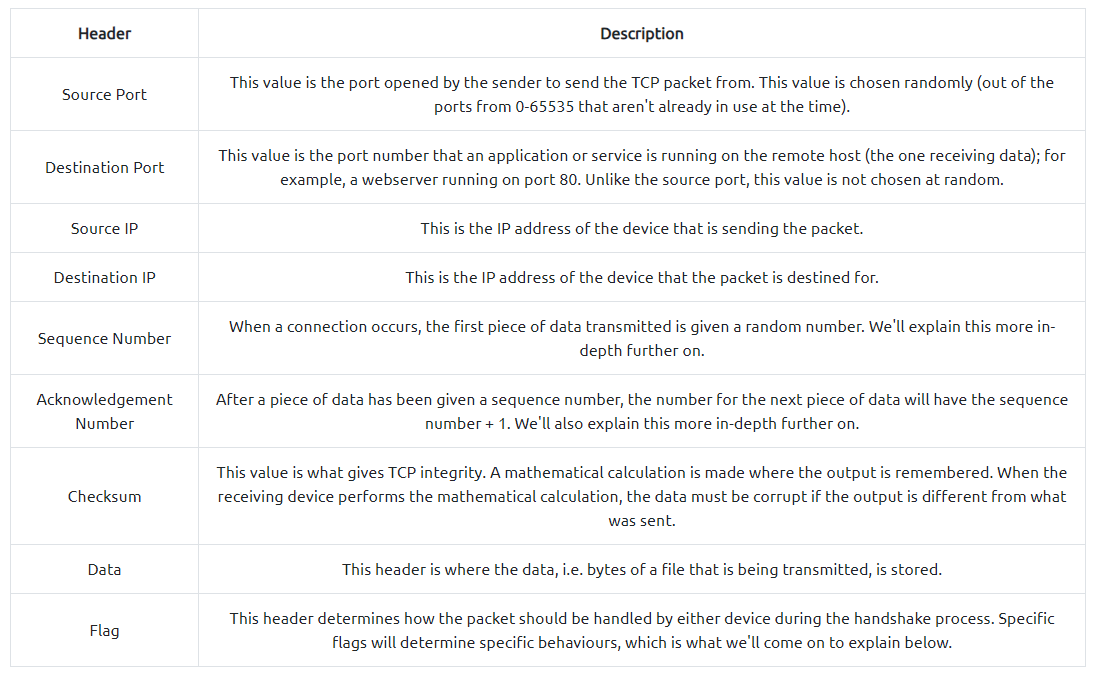 Header
Description
Source Port
This value is the port opened by the sender to send the TCP packet from. This value is chosen randomly (out of the
ports from 0-65535 that aren't already in use at the time).
Destination Port
This value is the port number that an application or service is running on the remote host (the one receiving data); for
example, a webserver running on port 80. Unlike the source port, this value is not chosen at random.
Source IP
This is the IP address of the device that is sending the packet.
Destination IP
This is the IP address of the device that the packet is destined for.
Sequence Number
When a connection occurs, the first piece of data transmitted is given a random number. We'll explain this more in-
depth further on.
Acknowledgement
Number
After a piece of data has been given a sequence number, the number for the next piece of data will have the sequence
number + 1. We'll also explain this more in-depth further on.
Checksum
This value is what gives TCP integrity. A mathematical calculation is made where the output is remembered. When the
receiving device performs the mathematical calculation, the data must be corrupt if the output is different from what
was sent.
Data
This header is where the data, i.e. bytes of a file that is being transmitted, is stored.
Flag
This header determines how the packet should be handled by either device during the handshake process. Specific
flags will determine specific behaviours, which is what we'll come on to explain below.